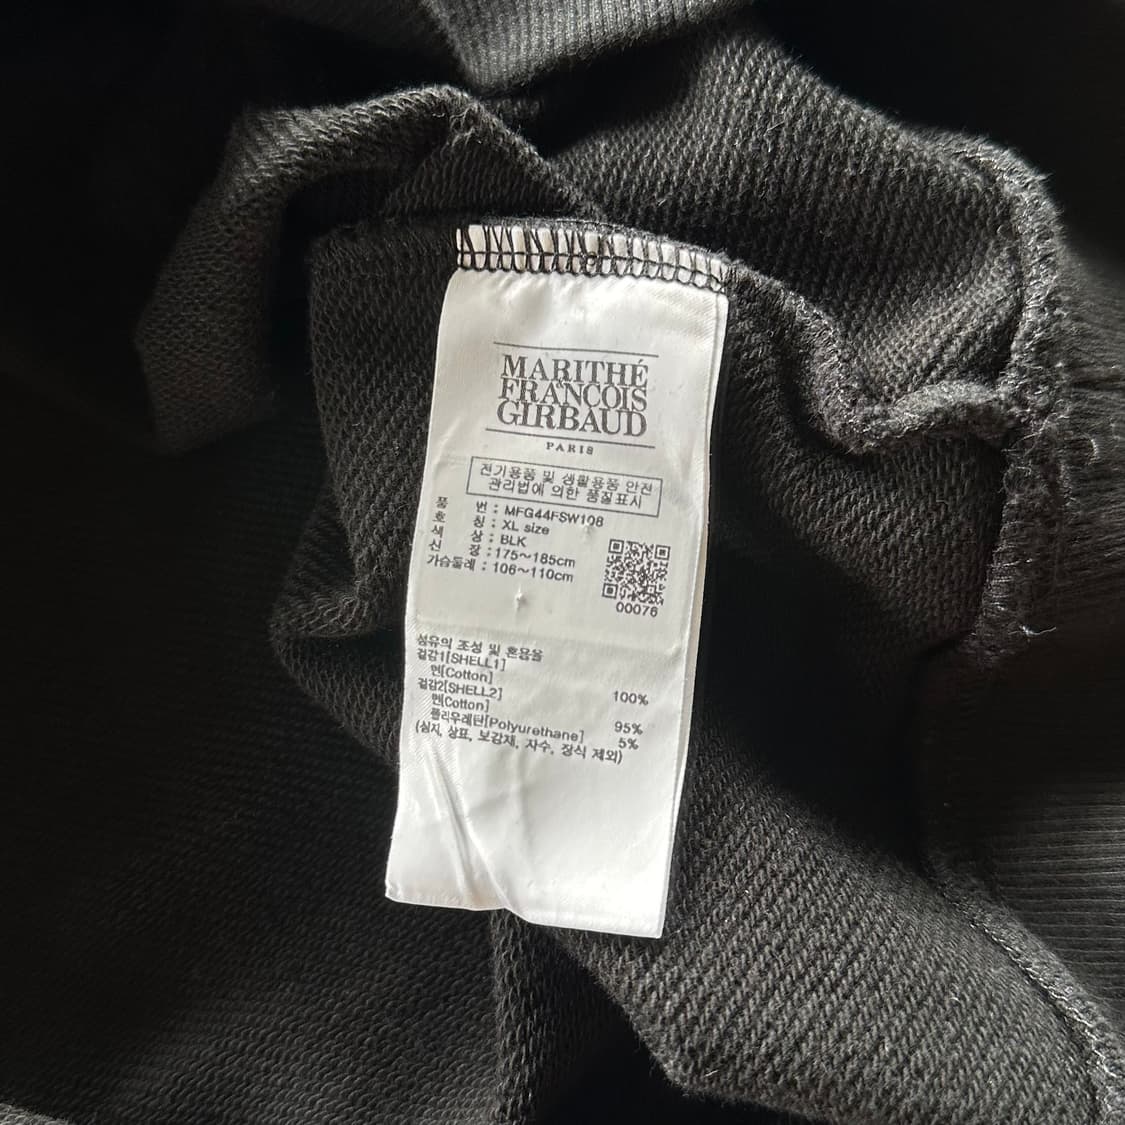 MARITHÉ
FRANÇOIS
GIRBAUD
PARIS
전기용품 및 생활용품 안전
관리법에 의한 품질표시
품 번 : MFG44FSW108
호 칭 : XL size
색 상 : BLK
신 장 : 175~185cm
가슴둘레 : 106~110cm
00076
섬유의 조성 및 혼용율
겉감1[SHELL1]
면[Cotton] 100%
겉감2[SHELL2]
면[Cotton] 95%
폴리우레탄[Polyurethane] 5%
(심지, 상표, 보강재, 자수, 장식 제외)